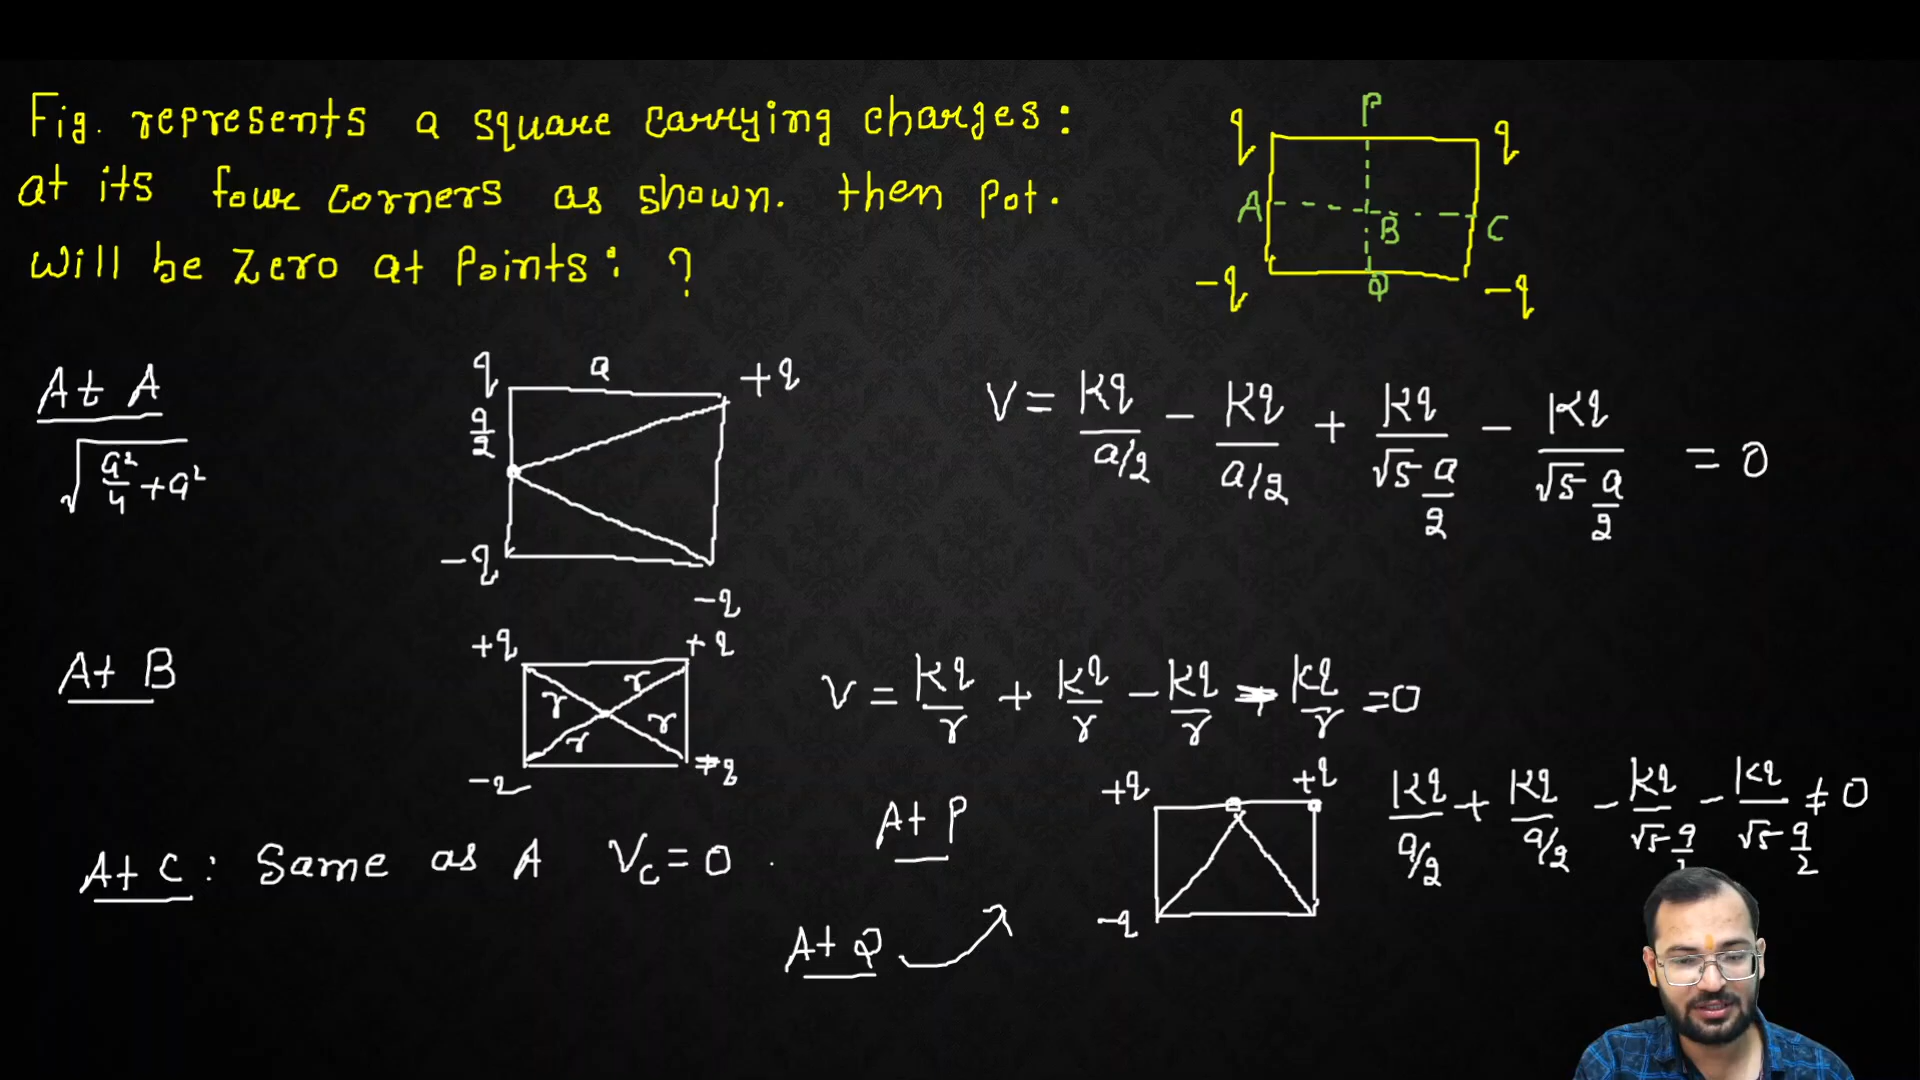 Fig. represents a square carrying charges:
at its four corners as shown. then pot.
will be zero at points: ?
P
q q
A B C
-q Q -q
At A
√(a²/4 + a²)
q a +q
a/2
-q
-q
V = Kq/(a/2) - Kq/(a/2) + Kq/(√5 a/2) - Kq/(√5 a/2) = 0
At B
+q +q
r r
r r
-q -q
V = Kq/r + Kq/r - Kq/r - Kq/r = 0
At C: Same as A Vc = 0.
At P
+q +q
-q
Kq/(a/2) + Kq/(a/2) - Kq/(√5 a/2) - Kq/(√5 a/2) ≠ 0
At Q